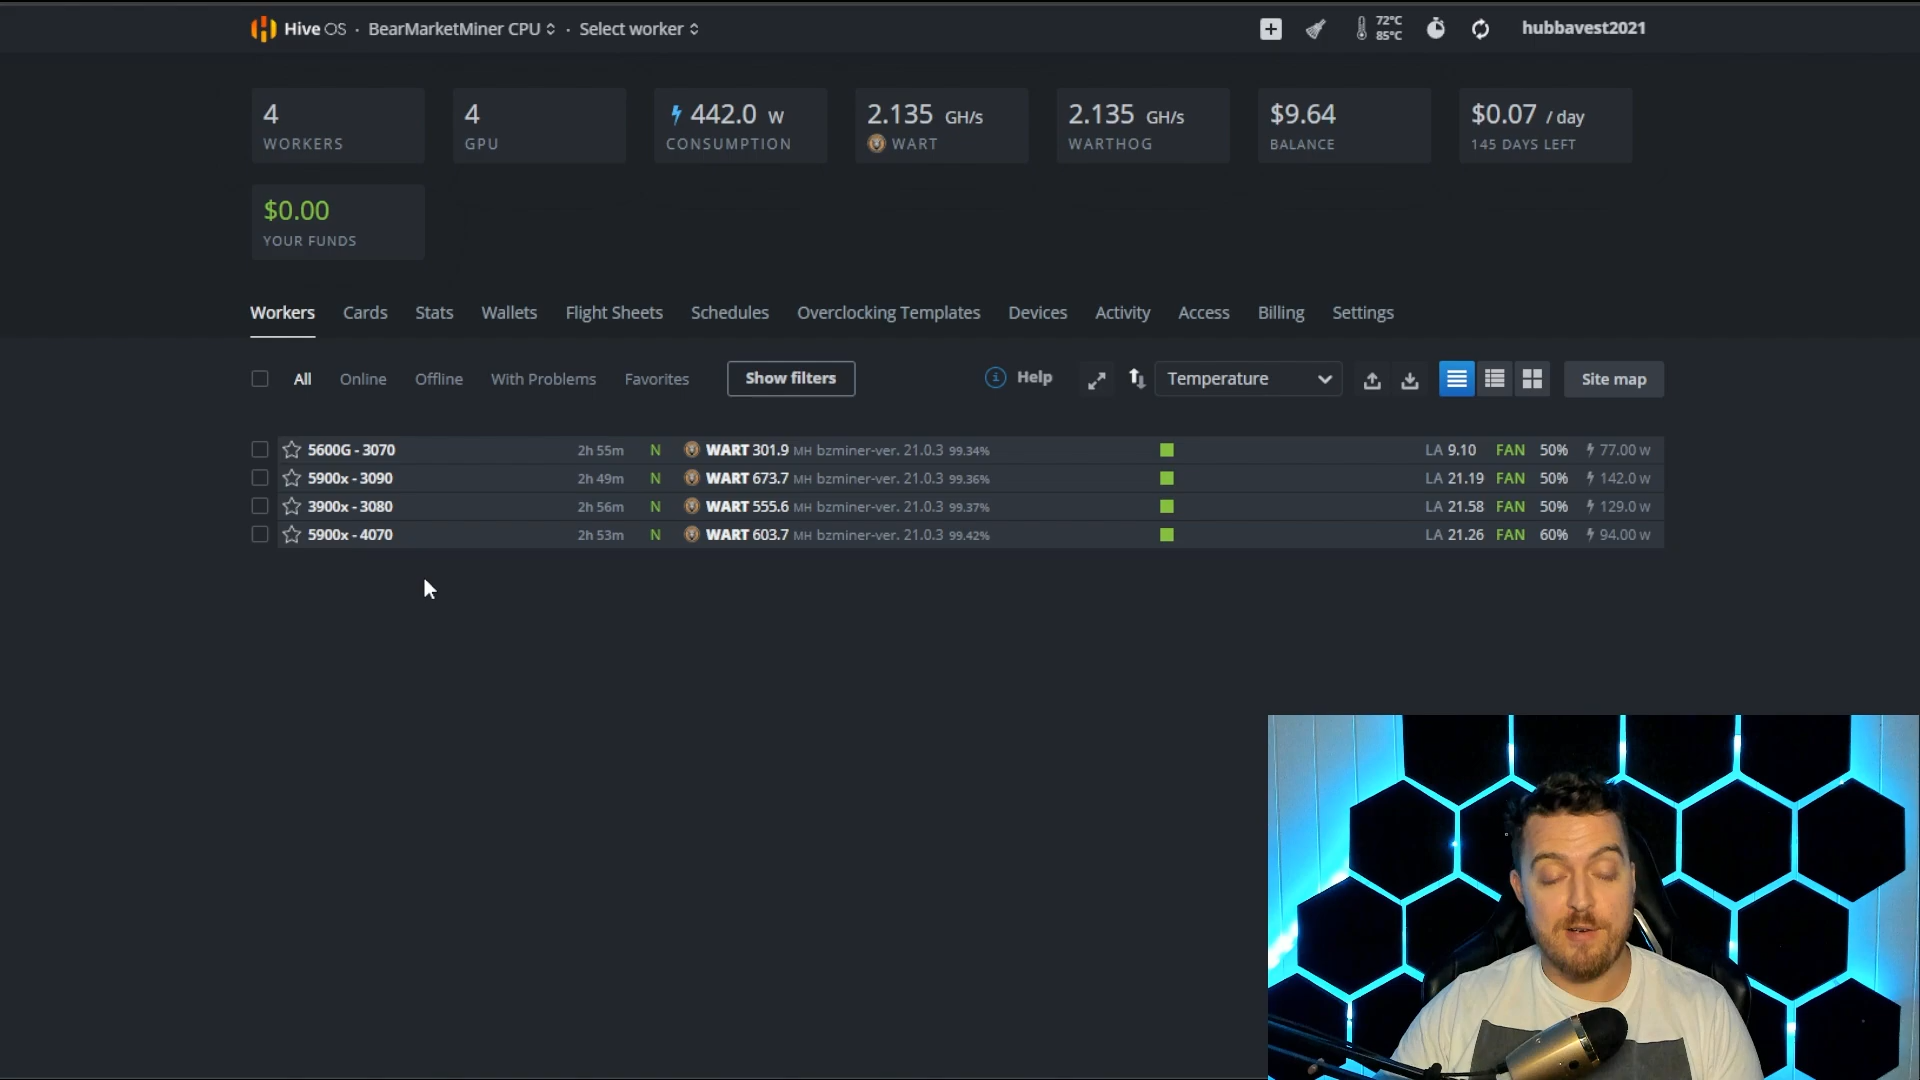 Hive OS · BearMarketMiner CPU · Select worker
72°C
85°C
hubbavest2021
4
WORKERS
4
GPU
442.0 W
CONSUMPTION
2.135 GH/s
WART
2.135 GH/s
WARTHOG
$9.64
BALANCE
$0.07 / day
145 DAYS LEFT
$0.00
YOUR FUNDS
Workers Cards Stats Wallets Flight Sheets Schedules Overclocking Templates Devices Activity Access Billing Settings
All Online Offline With Problems Favorites Show filters Help Temperature Site map
5600G - 3070 2h 55m N WART 301.9 MH bzminer-ver. 21.0.3 99.34% LA 9.10 FAN 50% 77.00 W
5900x - 3090 2h 49m N WART 673.7 MH bzminer-ver. 21.0.3 99.36% LA 21.19 FAN 50% 142.0 W
3900x - 3080 2h 56m N WART 555.6 MH bzminer-ver. 21.0.3 99.37% LA 21.58 FAN 50% 129.0 W
5900x - 4070 2h 53m N WART 603.7 MH bzminer-ver. 21.0.3 99.42% LA 21.26 FAN 60% 94.00 W